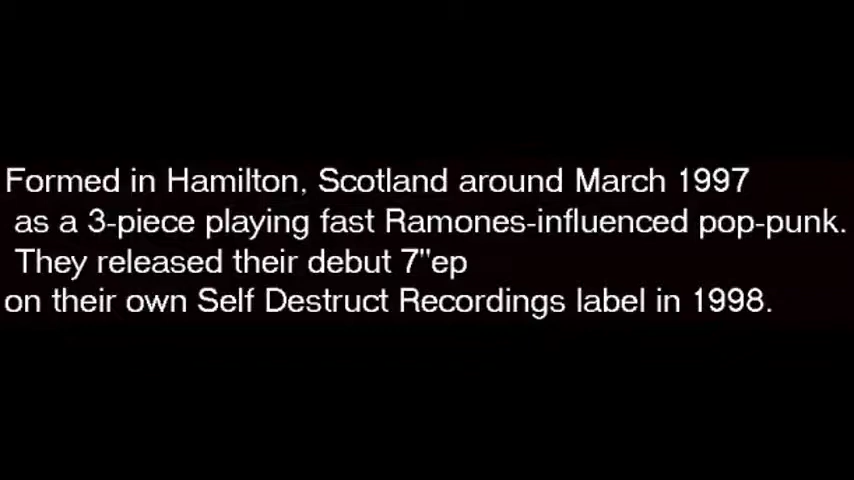 Formed in Hamilton, Scotland around March 1997
as a 3-piece playing fast Ramones-influenced pop-punk.
They released their debut 7"ep
on their own Self Destruct Recordings label in 1998.